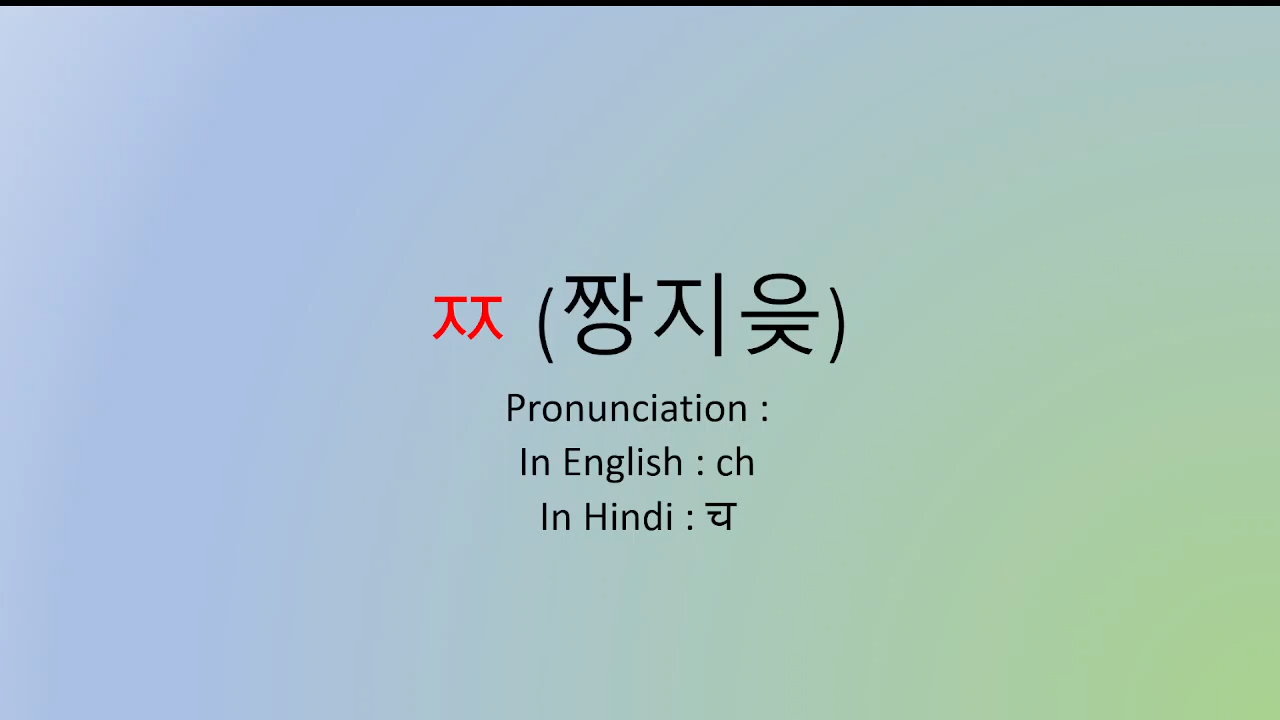 ㅉ (짱지읒)
Pronunciation :
In English : ch
In Hindi : च